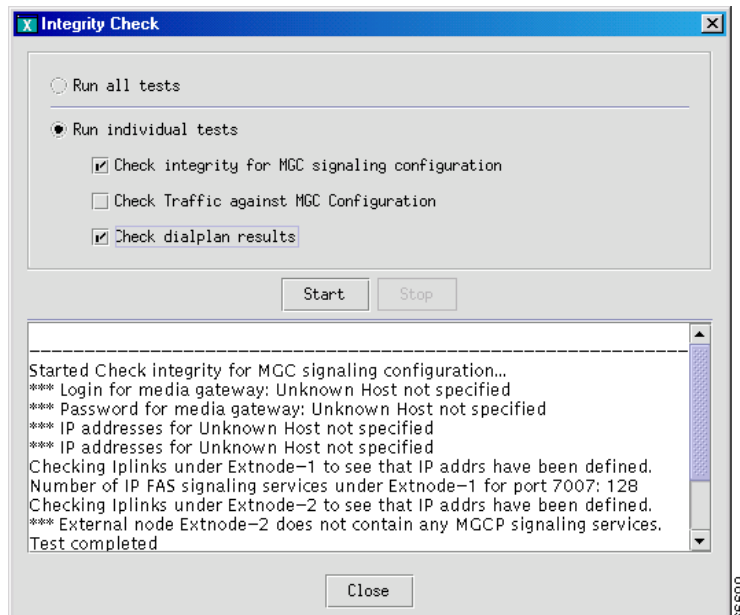 Integrity Check
Run all tests
Run individual tests
Check integrity for MGC signaling configuration
Check Traffic against MGC Configuration
Check dialplan results
Start Stop
Started Check integrity for MGC signaling configuration...
*** Login for media gateway: Unknown Host not specified
*** Password for media gateway: Unknown Host not specified
*** IP addresses for Unknown Host not specified
*** IP addresses for Unknown Host not specified
Checking Iplinks under Extnode-1 to see that IP addrs have been defined.
Number of IP FAS signaling services under Extnode-1 for port 7007: 128
Checking Iplinks under Extnode-2 to see that IP addrs have been defined.
*** External node Extnode-2 does not contain any MGCP signaling services.
Test completed
Close